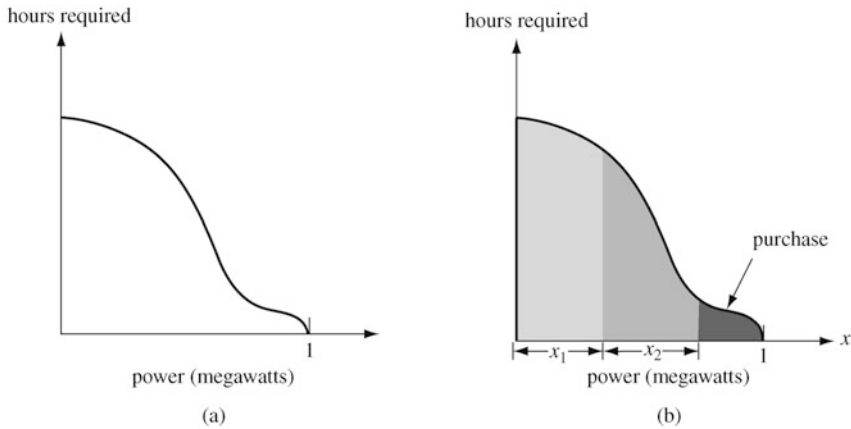 hours required
1
power (megawatts)
(a)
hours required
purchase
x₁
x₂
1
x
power (megawatts)
(b)